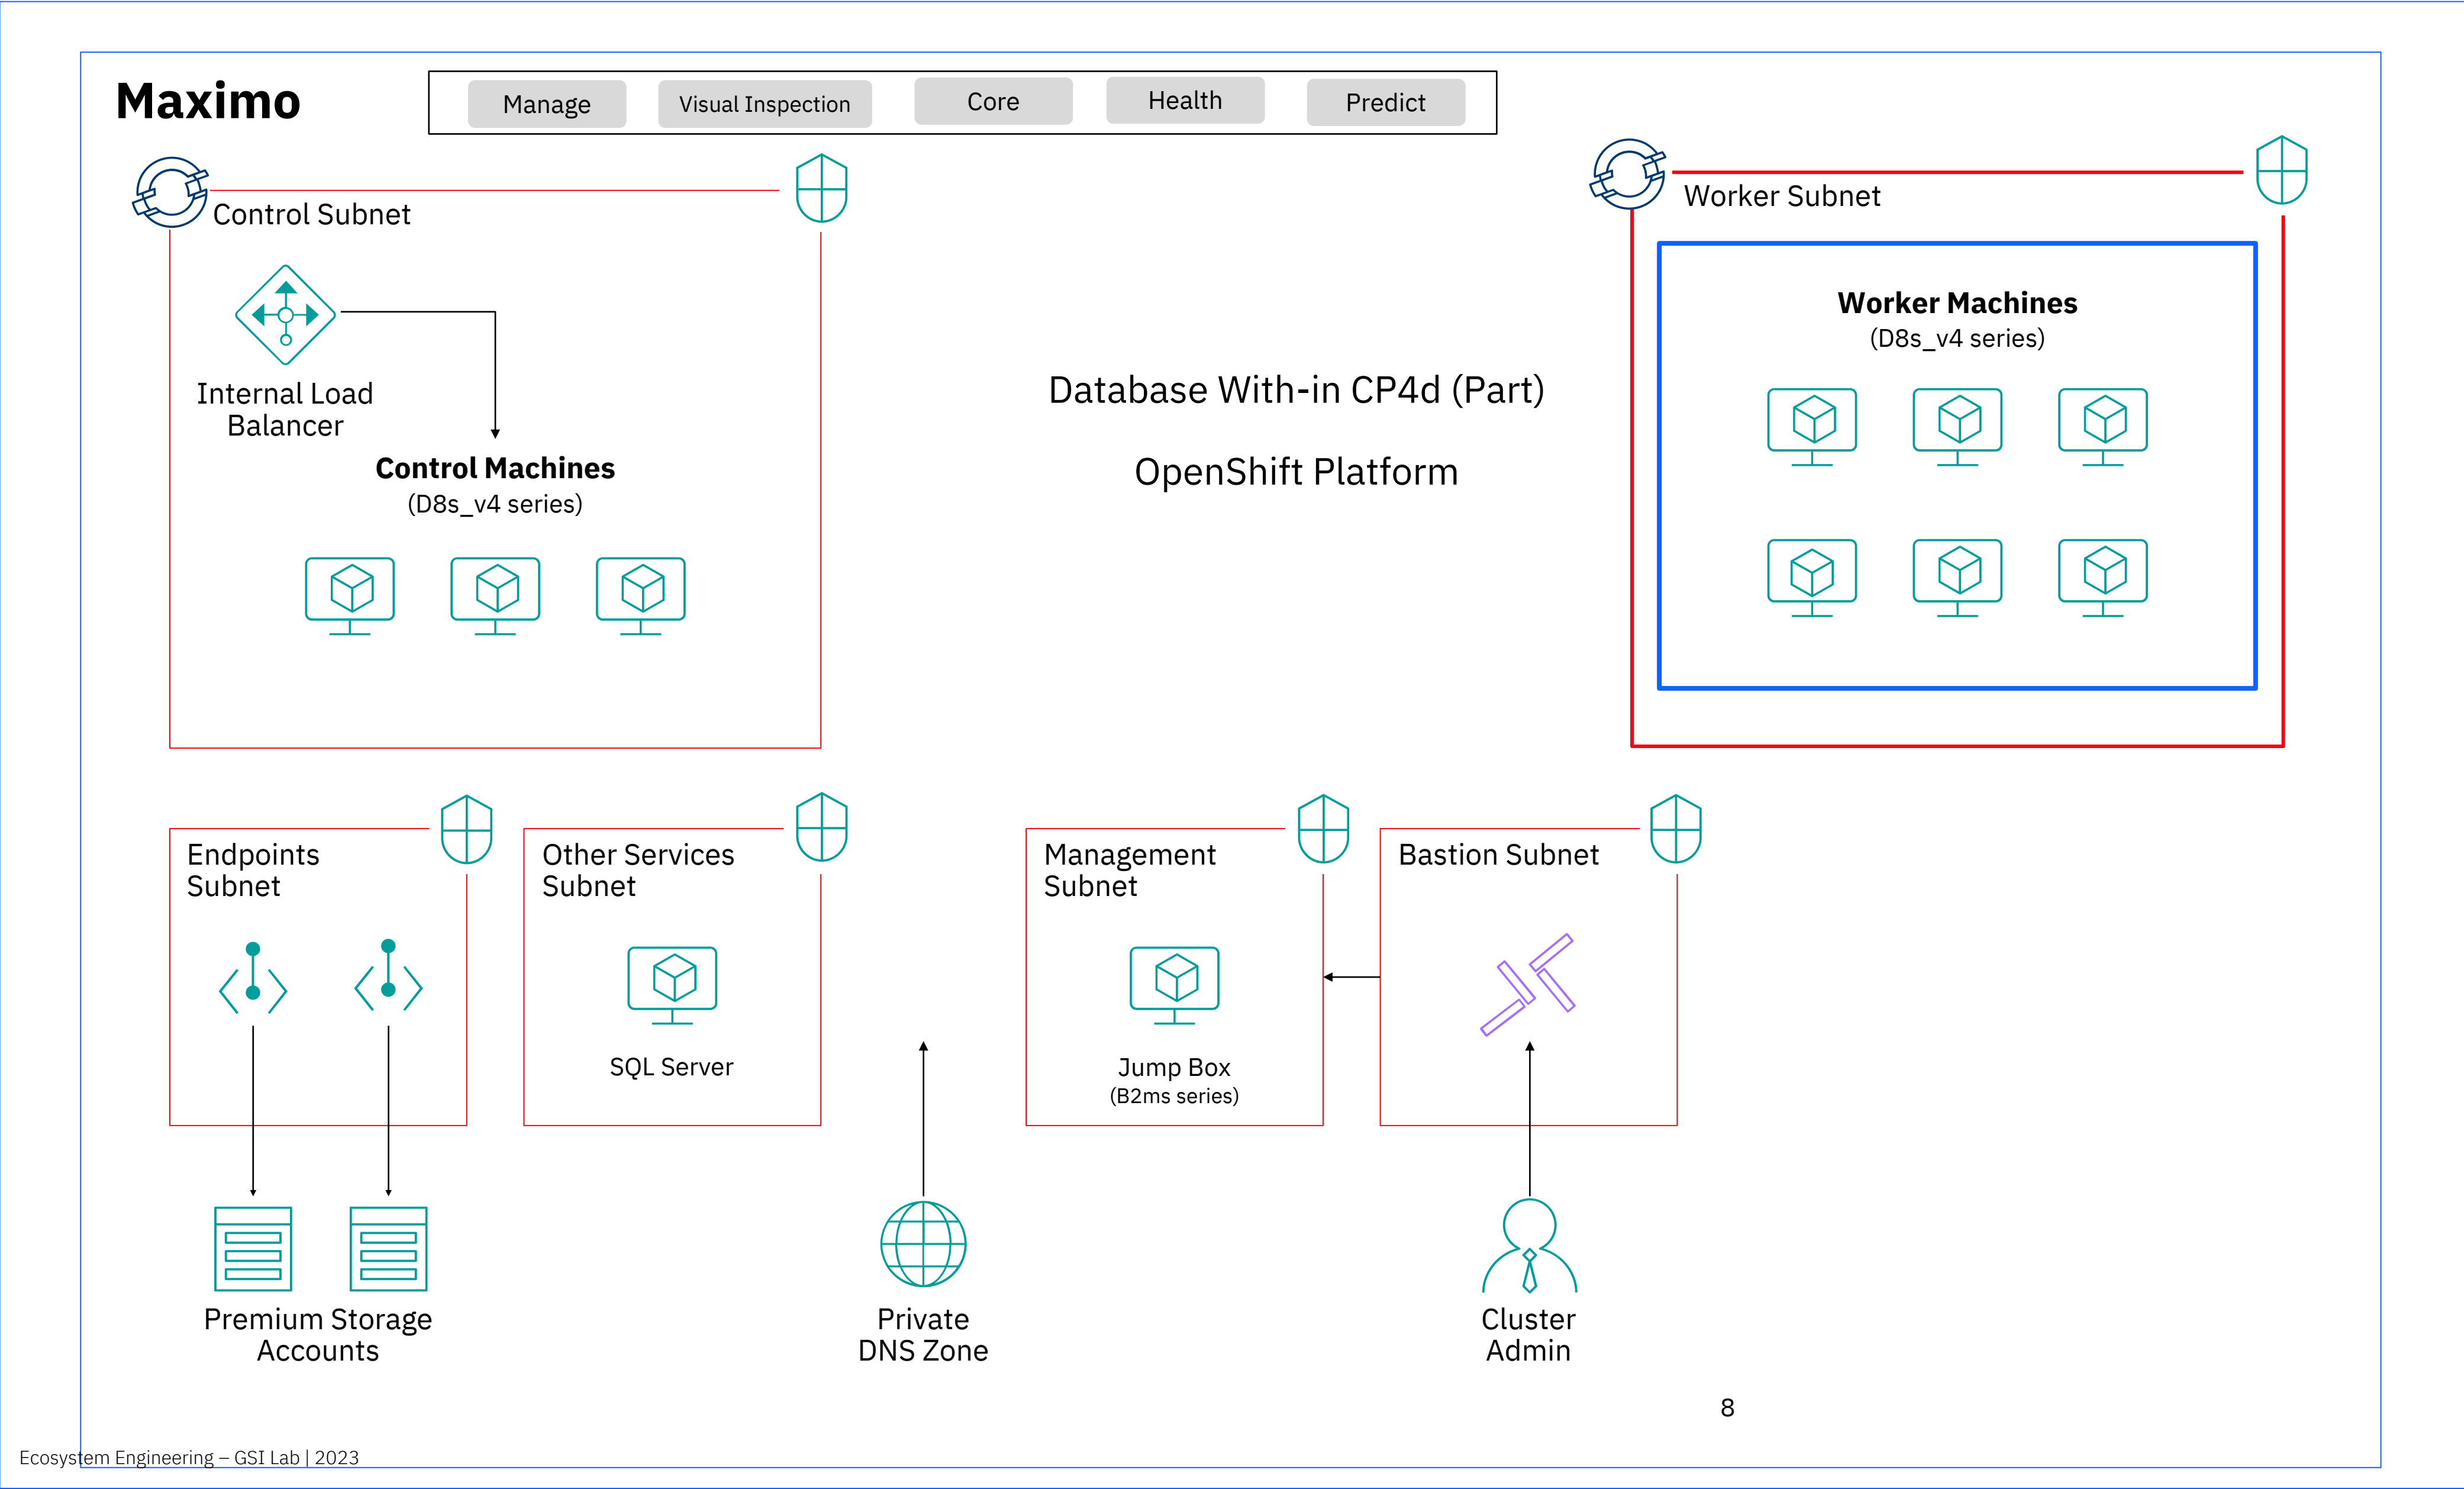 Maximo
Manage
Visual Inspection
Core
Health
Predict
Control Subnet
Worker Subnet
Internal Load
Balancer
Control Machines
(D8s_v4 series)
Database With-in CP4d (Part)
OpenShift Platform
Worker Machines
(D8s_v4 series)
Endpoints
Subnet
Other Services
Subnet
Management
Subnet
Bastion Subnet
SQL Server
Jump Box
(B2ms series)
Premium Storage
Accounts
Private
DNS Zone
Cluster
Admin
8
Ecosystem Engineering – GSI Lab | 2023